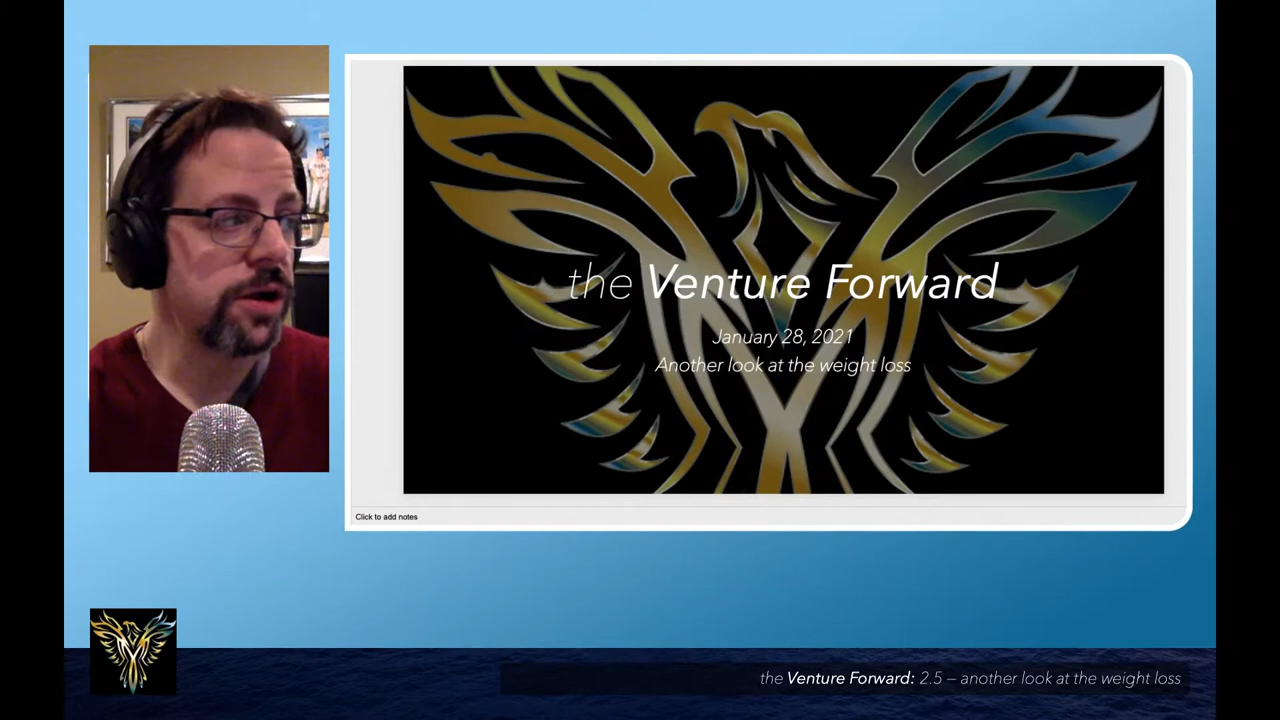 the Venture Forward
January 28, 2021
Another look at the weight loss
Click to add notes
the Venture Forward: 2.5 – another look at the weight loss